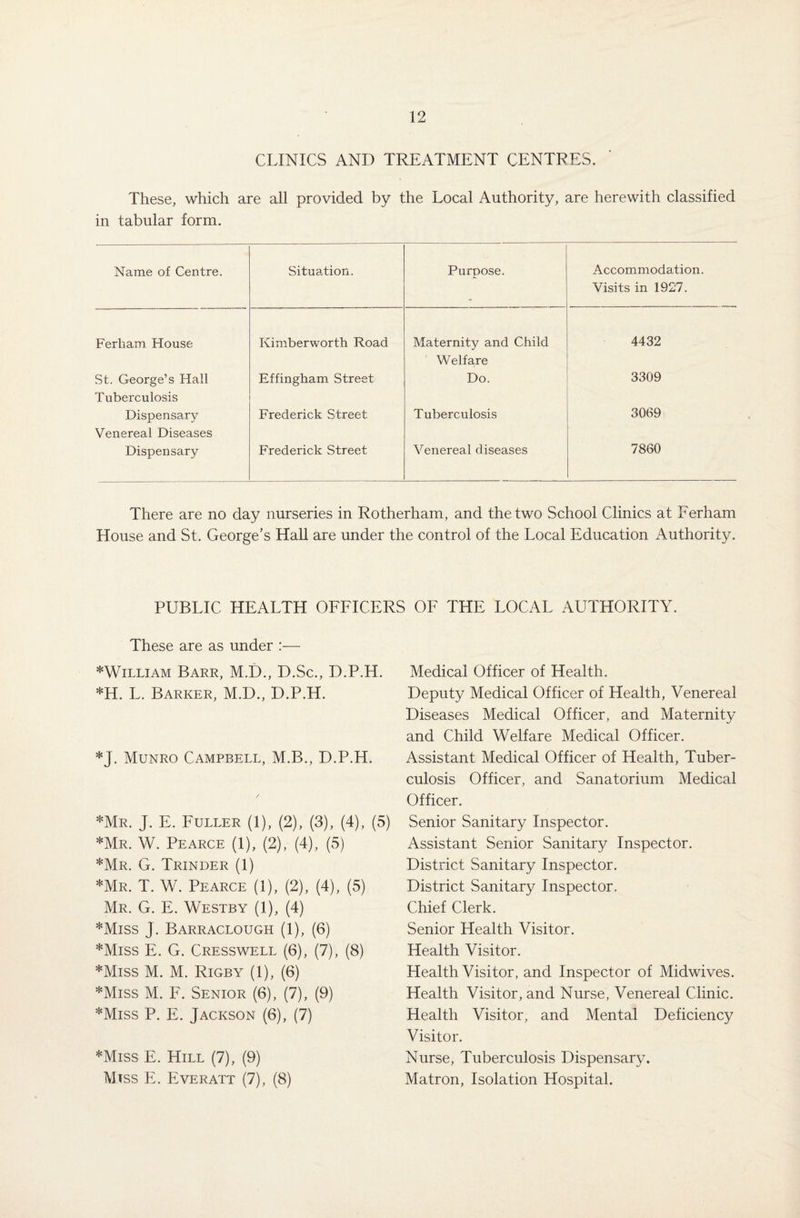 12
CLINICS AND TREATMENT CENTRES.
These, which are all provided by the Local Authority, are herewith classified
in tabular form.
Name of Centre. Situation. Purpose. Accommodation.
Visits in 1927.
Ferham House Kimberworth Road Maternity and Child 4432
Welfare
St. George's Hall Effingham Street Do. 3309
Tuberculosis
Dispensary Frederick Street Tuberculosis 3069
Venereal Diseases
Dispensary Frederick Street Venereal diseases 7860
There are no day nurseries in Rotherham, and the two School Clinics at Ferham
House and St. George's Hall are under the control of the Local Education Authority.
PUBLIC HEALTH OFFICERS OF THE LOCAL AUTHORITY.
These are as under :—
*William Barr, M.D., D.Sc., D.P.H. Medical Officer of Health.
*H. L. Barker, M.D., D.P.H. Deputy Medical Officer of Health, Venereal
Diseases Medical Officer, and Maternity
and Child Welfare Medical Officer.
*J. Munro Campbell, M.B., D.P.H. Assistant Medical Officer of Health, Tuber-
culosis Officer, and Sanatorium Medical
Officer.
*Mr. J. E. Fuller (1), (2), (3), (4), (5) Senior Sanitary Inspector.
*Mr. W. Pearce (1), (2), (4), (5) Assistant Senior Sanitary Inspector.
*Mr. G. Trinder (1) District Sanitary Inspector.
*Mr. T. W. Pearce (1), (2), (4), (5) District Sanitary Inspector.
Mr. G. E. Westby (1), (4) Chief Clerk.
*Miss J. Barraclough (1), (6) Senior Health Visitor.
*Miss E. G. Cresswell (6), (7), (8) Health Visitor.
*Miss M. M. Rigby (1), (6) Health Visitor, and Inspector of Midwives.
*Miss M. F. Senior (6), (7), (9) Health Visitor, and Nurse, Venereal Clinic.
*Miss P. E. Jackson (6), (7) Health Visitor, and Mental Deficiency
Visitor.
*Miss E. Hill (7), (9) Nurse, Tuberculosis Dispensary.
Miss E. Everatt (7), (8) Matron, Isolation Hospital.